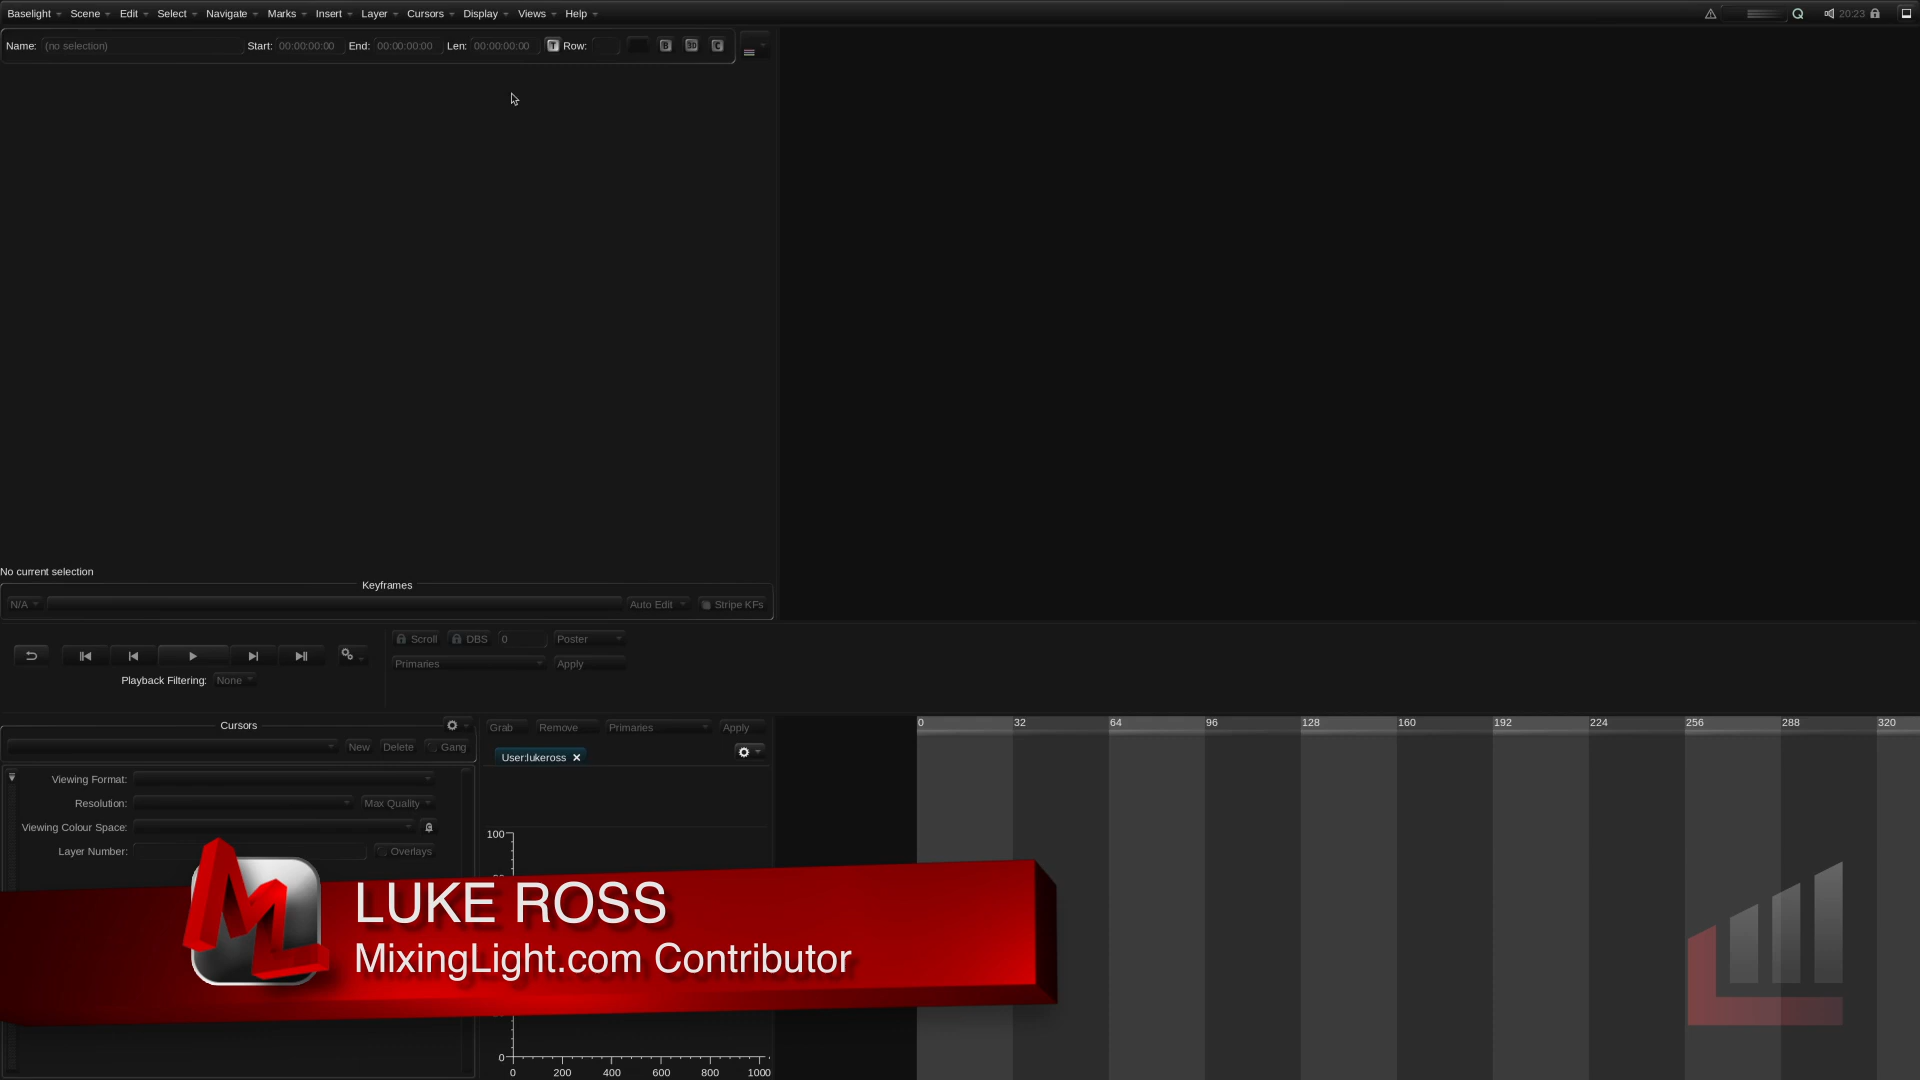 Baselight Scene Edit Select Navigate Marks Insert Layer Cursors Display Views Help 20:23
Name: (no selection) Start: 00:00:00:00 End: 00:00:00:00 Len: 00:00:00:00 T Row: B 3D C
No current selection
Keyframes
N/A Auto Edit Stripe KFs
Scroll DBS 0 Poster
Primaries Apply
Playback Filtering: None
Cursors
New Delete Gang
Viewing Format:
Resolution: Max Quality
Viewing Colour Space:
Layer Number: Overlays
Grab Remove Primaries Apply
User:lukeross
100
0
0 200 400 600 800 1000
0 32 64 96 128 160 192 224 256 288 320
ML
LUKE ROSS
MixingLight.com Contributor